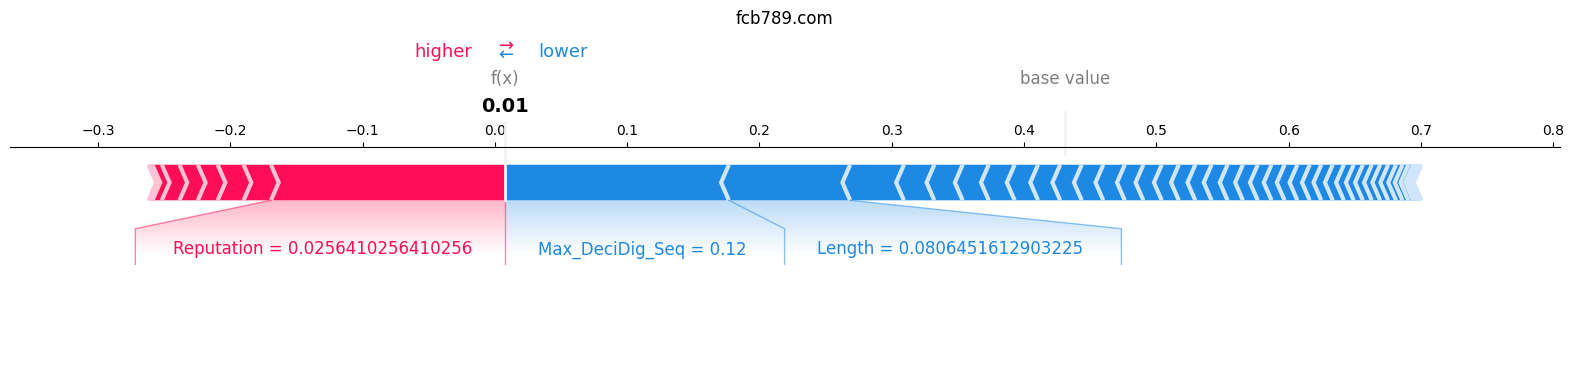 fcb789.com
higher ⇄ lower
f(x) base value
0.01
−0.3 −0.2 −0.1 0.0 0.1 0.2 0.3 0.4 0.5 0.6 0.7 0.8
Reputation = 0.0256410256410256 Max_DeciDig_Seq = 0.12 Length = 0.0806451612903225